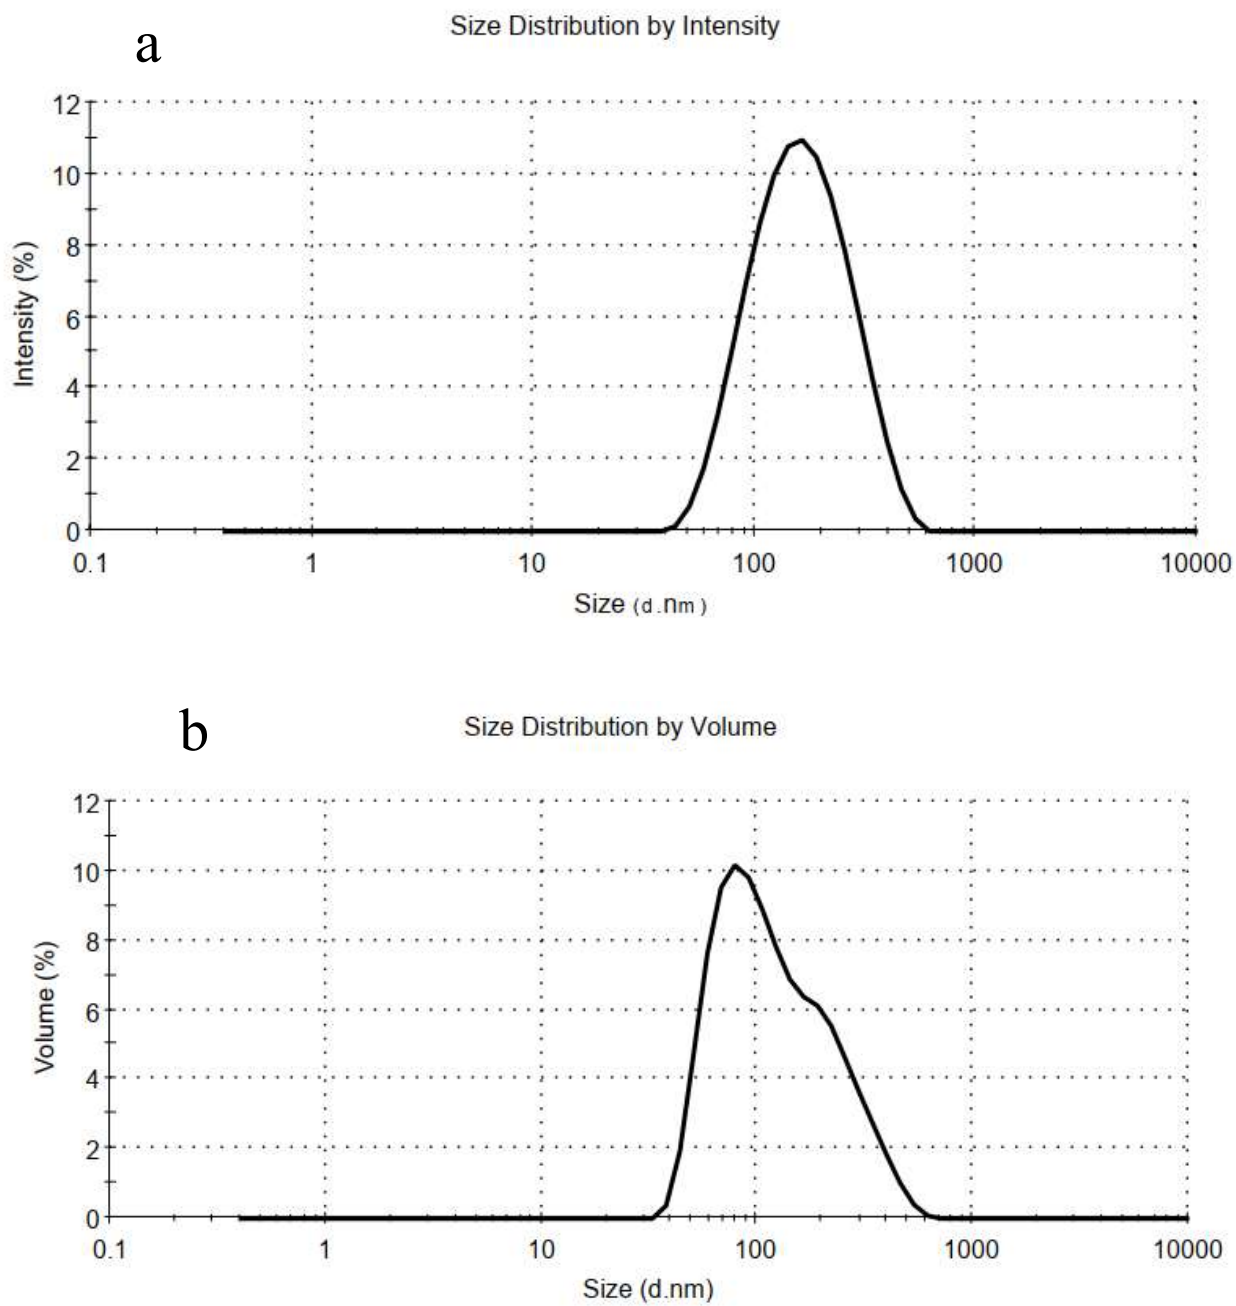 Size Distribution by Intensity
a
12
10
8
6
4
2
0
Intensity (%)
0.1 1 10 100 1000 10000
Size (d.nm)
Size Distribution by Volume
b
12
10
8
6
4
2
0
Volume (%)
0.1 1 10 100 1000 10000
Size (d.nm)